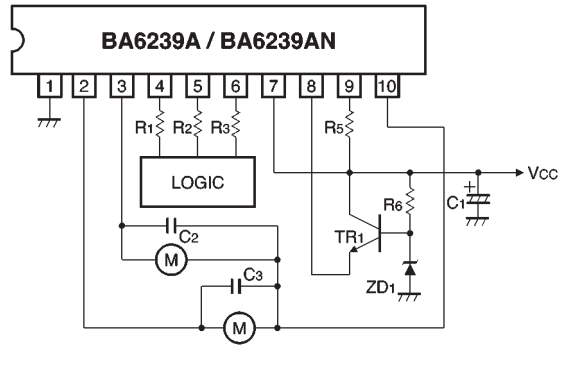 BA6239A / BA6239AN
1 2 3 4 5 6 7 8 9 10
R1 R2 R3 R5
LOGIC
VCC
R6 C1
+
C2
TR1
M
C3
ZD1
M